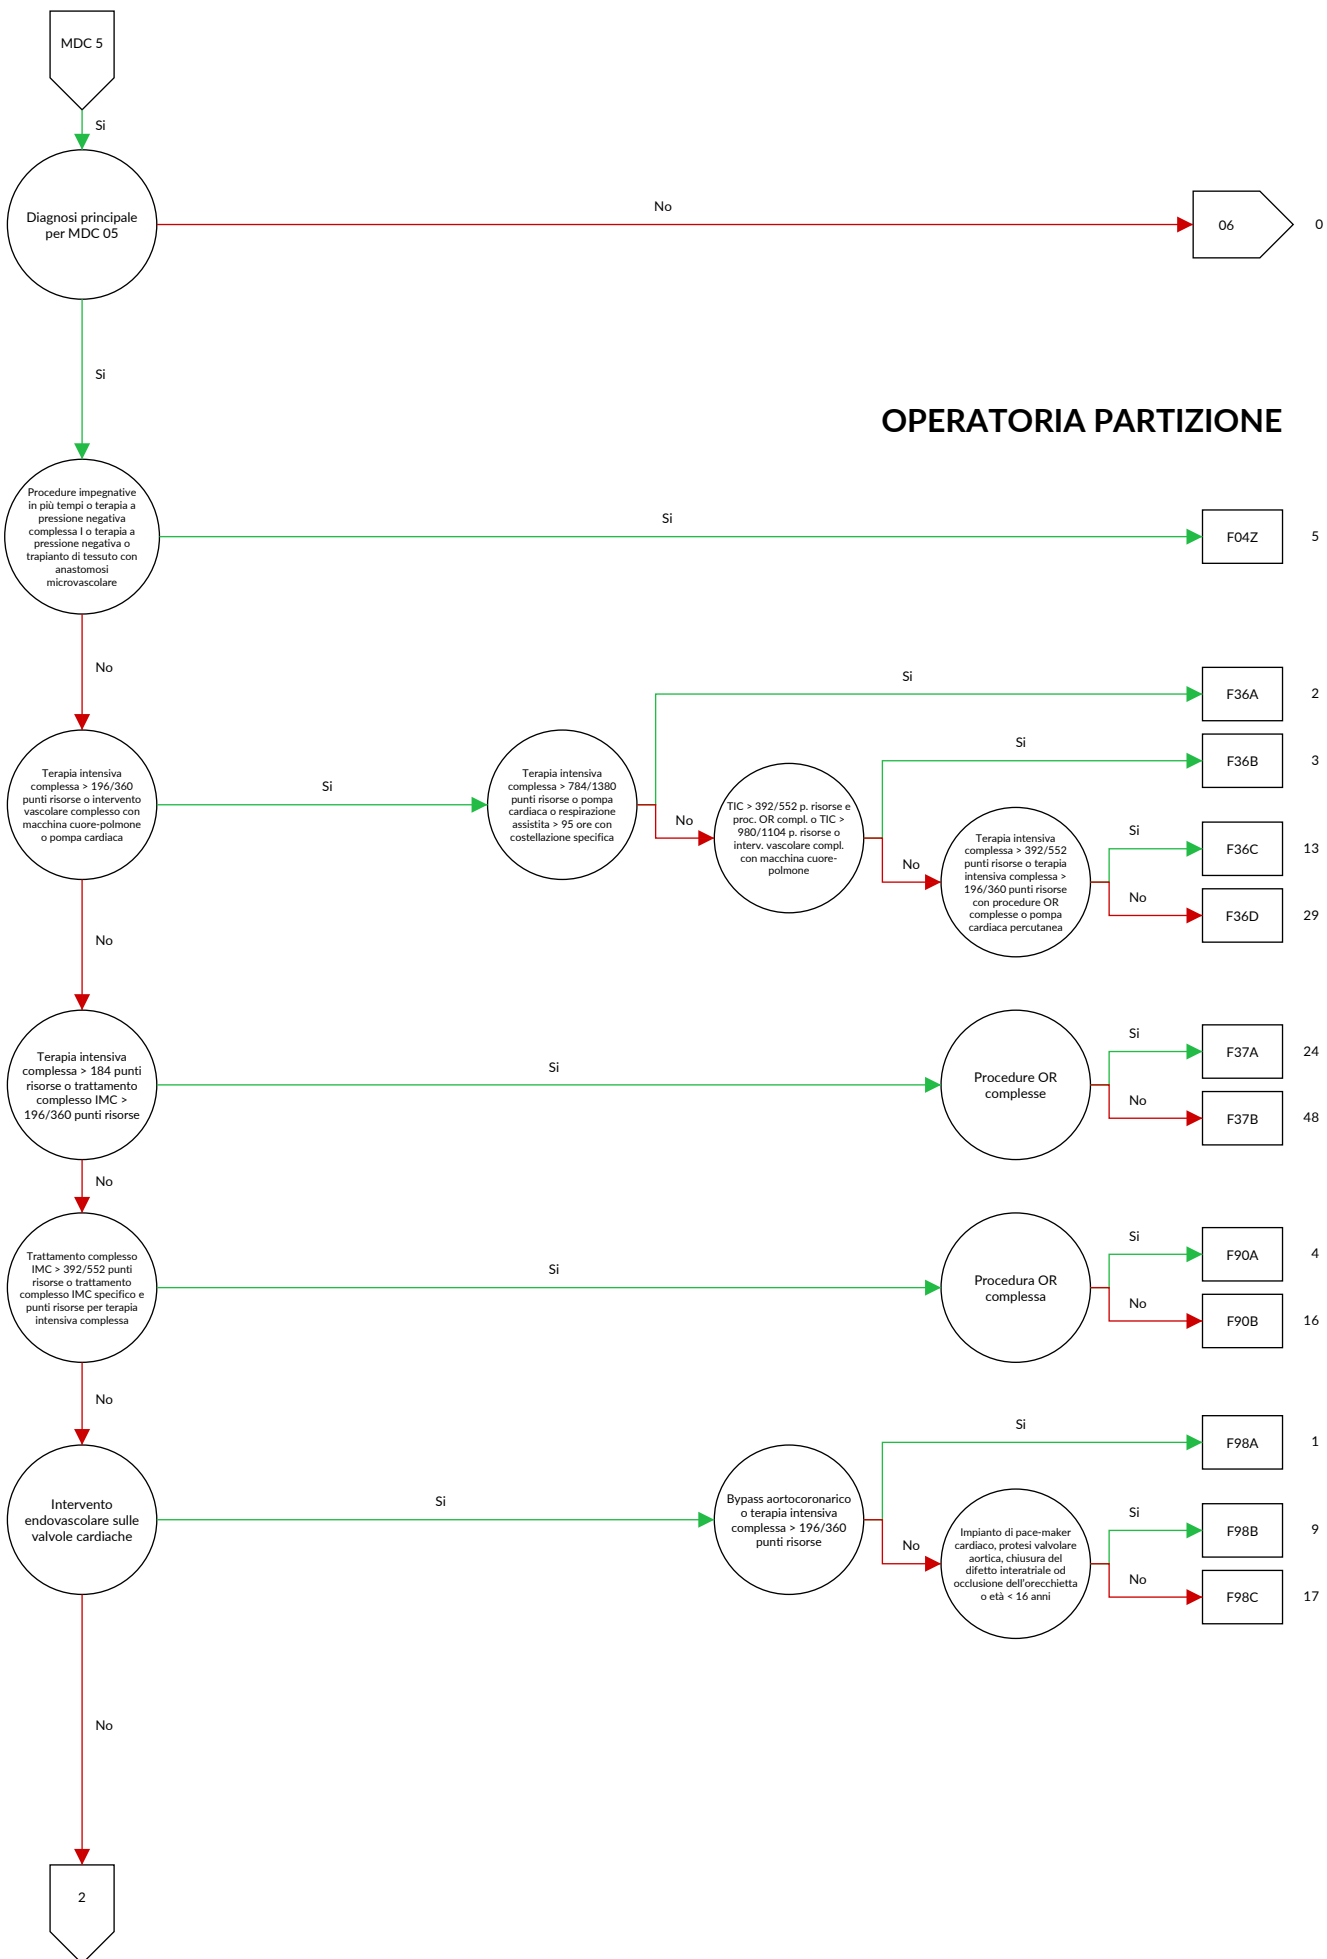 MDC 5
Si
Diagnosi principale
per MDC 05
No
06
0
Si
OPERATORIA PARTIZIONE
Procedure impegnative
in più tempi o terapia a
pressione negativa
complessa I o terapia a
pressione negativa o
trapianto di tessuto con
anastomosi
microvascolare
Si
F04Z
5
No
Terapia intensiva
complessa > 196/360
punti risorse o intervento
vascolare complesso con
macchina cuore-polmone
o pompa cardiaca
Si
Terapia intensiva
complessa > 784/1380
punti risorse o pompa
cardiaca o respirazione
assistita > 95 ore con
costellazione specifica
Si
F36A
2
No
TIC > 392/552 p. risorse e
proc. OR compl. o TIC >
980/1104 p. risorse o
interv. vascolare compl.
con macchina cuore-
polmone
Si
F36B
3
No
Terapia intensiva
complessa > 392/552
punti risorse o terapia
intensiva complessa >
196/360 punti risorse
con procedure OR
complesse o pompa
cardiaca percutanea
Si
F36C
13
No
F36D
29
No
Terapia intensiva
complessa > 184 punti
risorse o trattamento
complesso IMC >
196/360 punti risorse
Si
Procedure OR
complesse
Si
F37A
24
No
F37B
48
No
Trattamento complesso
IMC > 392/552 punti
risorse o trattamento
complesso IMC specifico e
punti risorse per terapia
intensiva complessa
Si
Procedura OR
complessa
Si
F90A
4
No
F90B
16
No
Intervento
endovascolare sulle
valvole cardiache
Si
Bypass aortocoronarico
o terapia intensiva
complessa > 196/360
punti risorse
Si
F98A
1
No
Impianto di pace-maker
cardiaco, protesi valvolare
aortica, chiusura del
difetto interatriale od
occlusione dell'orecchietta
o età < 16 anni
Si
F98B
9
No
F98C
17
No
2